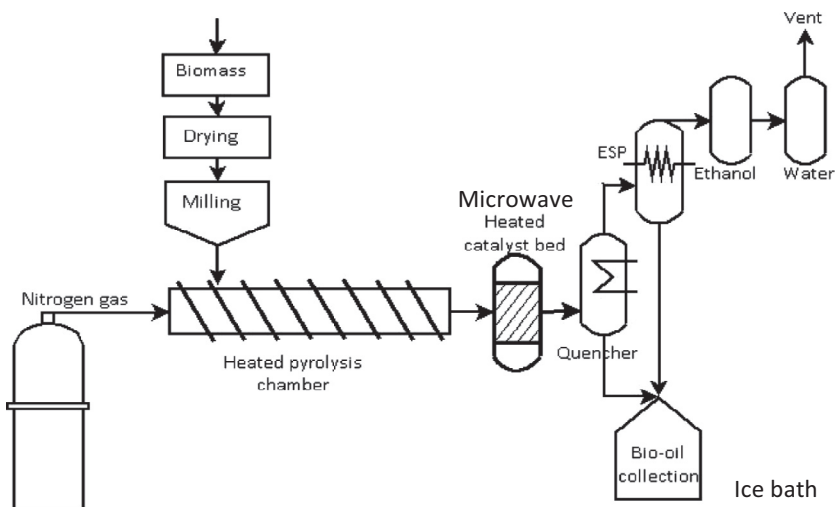 Vent
Biomass
Drying
ESP
Ethanol
Water
Milling
Microwave
Heated
catalyst bed
Nitrogen gas
Quencher
Heated pyrolysis
chamber
Bio-oil
collection
Ice bath